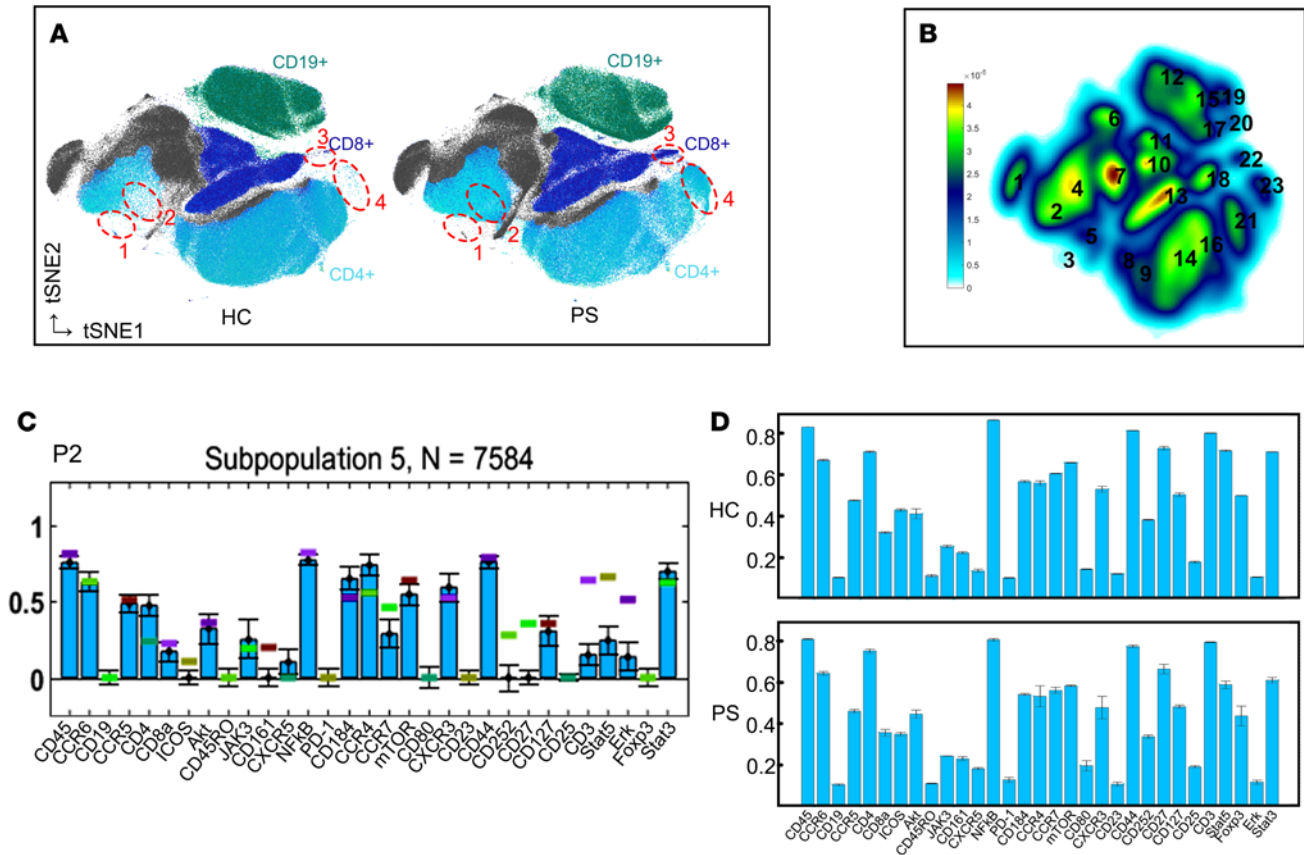 A
CD19+
CD8+
3
4
2
1
CD4+
HC
tSNE1
tSNE2
CD19+
3
CD8+
4
2
1
CD4+
PS
B
×10⁻⁵
4
3.5
3
2.5
2
1.5
1
0.5
0
12
15
19
6
17
20
11
22
1
4
7
10
18
23
2
13
21
5
16
3
8
9
14
C
P2
Subpopulation 5, N = 7584
1
0.5
0
CD45
CCR6
CD19
CCR5
CD4
CD8a
ICOS
Akt
CD45RO
JAK3
CD161
CXCR5
NFkB
PD-1
CD184
CCR4
CCR7
mTOR
CD80
CXCR3
CD23
CD44
CD252
CD27
CD127
CD25
CD3
Stat5
Erk
Foxp3
Stat3
D
0.8
0.6
0.4
0.2
HC
0.8
0.6
0.4
0.2
PS
CD45
CCR6
CD19
CCR5
CD4
CD8a
ICOS
Akt
CD45RO
JAK3
CD161
CXCR5
NFkB
PD-1
CD184
CCR4
CCR7
mTOR
CD80
CXCR3
CD23
CD44
CD252
CD27
CD127
CD25
CD3
Stat5
Foxp3
Erk
Stat3